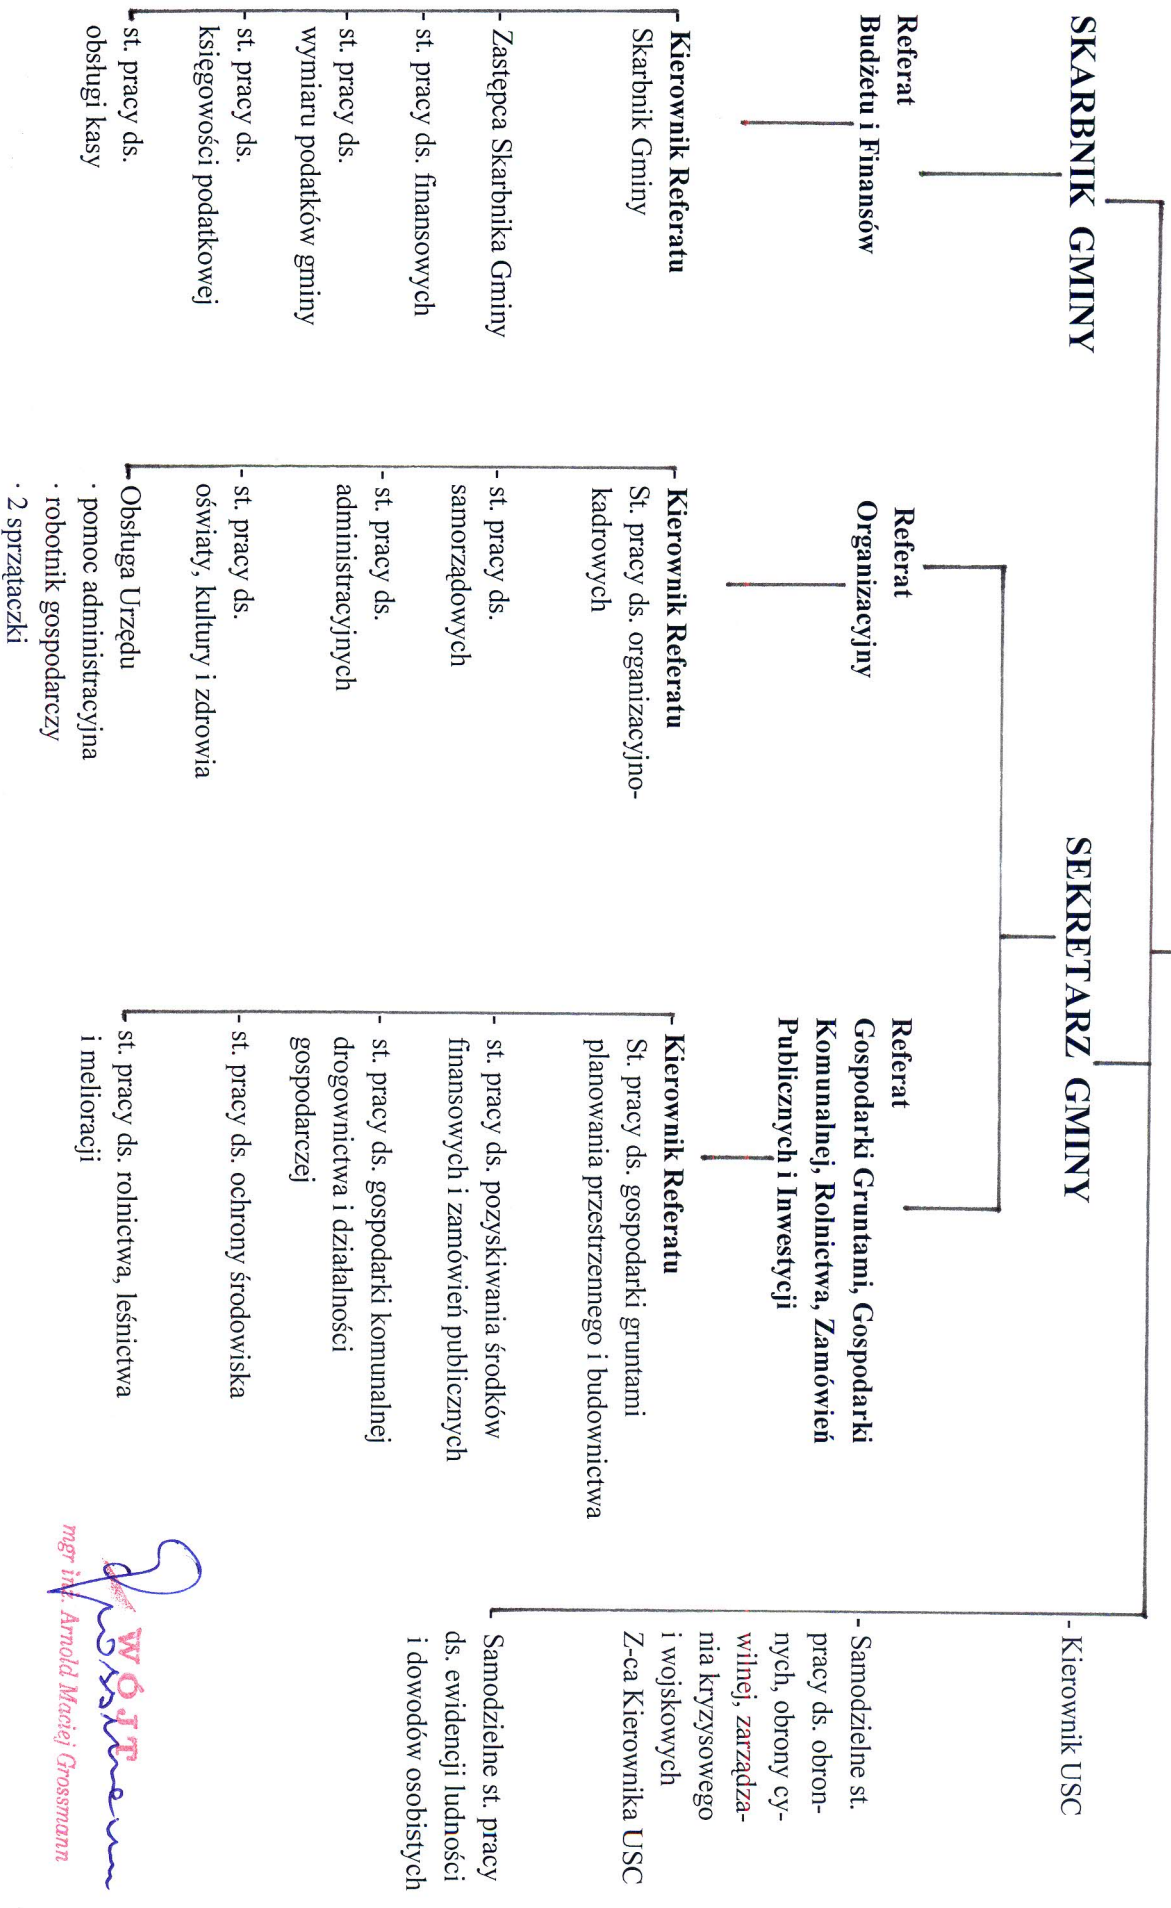 SKARBNIK GMINY
Referat
Budżetu i Finansów
Kierownik Referatu
Skarbnik Gminy
- Zastępca Skarbnika Gminy
- st. pracy ds. finansowych
- st. pracy ds.
wymiaru podatków gminy
- st. pracy ds.
księgowości podatkowej
st. pracy ds.
obsługi kasy
SEKRETARZ GMINY
Referat
Organizacyjny
- Kierownik Referatu
St. pracy ds. organizacyjno-
kadrowych
- st. pracy ds.
samorządowych
- st. pracy ds.
administracyjnych
- st. pracy ds.
oświaty, kultury i zdrowia
Obsługa Urzędu
· pomoc administracyjna
· robotnik gospodarczy
· 2 sprzątaczki
Referat
Gospodarki Gruntami, Gospodarki
Komunalnej, Rolnictwa, Zamówień
Publicznych i Inwestycji
- Kierownik Referatu
St. pracy ds. gospodarki gruntami
planowania przestrzennego i budownictwa
- st. pracy ds. pozyskiwania środków
finansowych i zamówień publicznych
- st. pracy ds. gospodarki komunalnej
drogownictwa i działalności
gospodarczej
- st. pracy ds. ochrony środowiska
st. pracy ds. rolnictwa, leśnictwa
i melioracji
- Kierownik USC
- Samodzielne st.
pracy ds. obron-
nych, obrony cy-
wilnej, zarządza-
nia kryzysowego
i wojskowych
Z-ca Kierownika USC
Samodzielne st. pracy
ds. ewidencji ludności
i dowodów osobistych
WÓJT
Grossmann
mgr inż. Arnold Maciej Grossmann